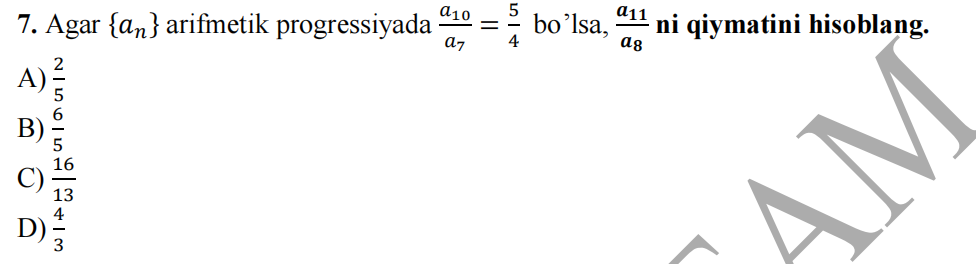 7. Agar {aₙ} arifmetik progressiyada a₁₀/a₇ = 5/4 bo’lsa, a₁₁/a₈ ni qiymatini hisoblang.
A) 2/5
B) 6/5
C) 16/13
D) 4/3